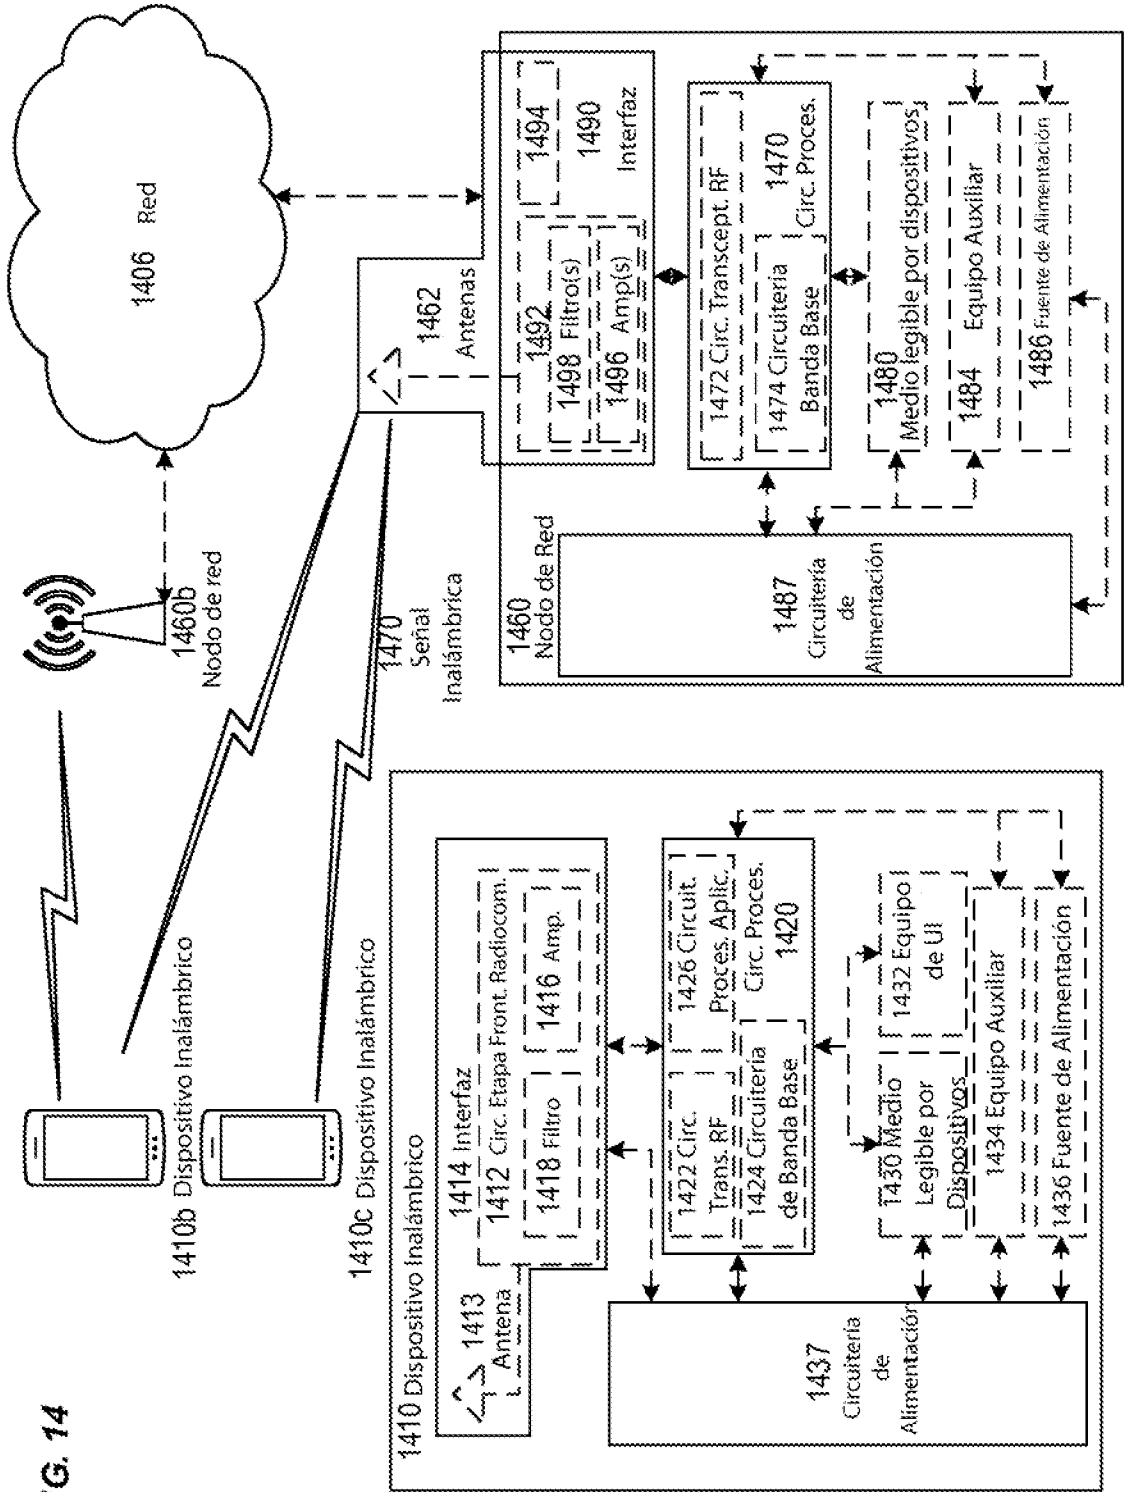 G. 14
1406 Red
1460b
Nodo de red
1410b Dispositivo Inalámbrico
1410c Dispositivo Inalámbrico
1470
Señal
Inalámbrica
1410 Dispositivo Inalámbrico
1413
Antena
1414 Interfaz
1412 Circ. Etapa Front. Radiocom.
1418 Filtro
1416 Amp.
1422 Circ.
Trans. RF
1426 Circuit.
Proces. Aplic.
1424 Circuitería
de Banda Base
Circ. Proces.
1420
1430 Medio
Legible por
Dispositivos
1432 Equipo
de UI
1434 Equipo Auxiliar
1436 Fuente de Alimentación
1437
Circuitería
de
Alimentación
1460
Nodo de Red
1462
Antenas
1492
1498 Filtro(s)
1496 Amp(s)
1494
1490
Interfaz
1472 Circ. Transcept. RF
1474 Circuiteria
Banda Base
1470
Circ. Proces.
1480
Medio legible por dispositivos
1484 Equipo Auxiliar
1486 Fuente de Alimentación
1487
Circuitería
de
Alimentación